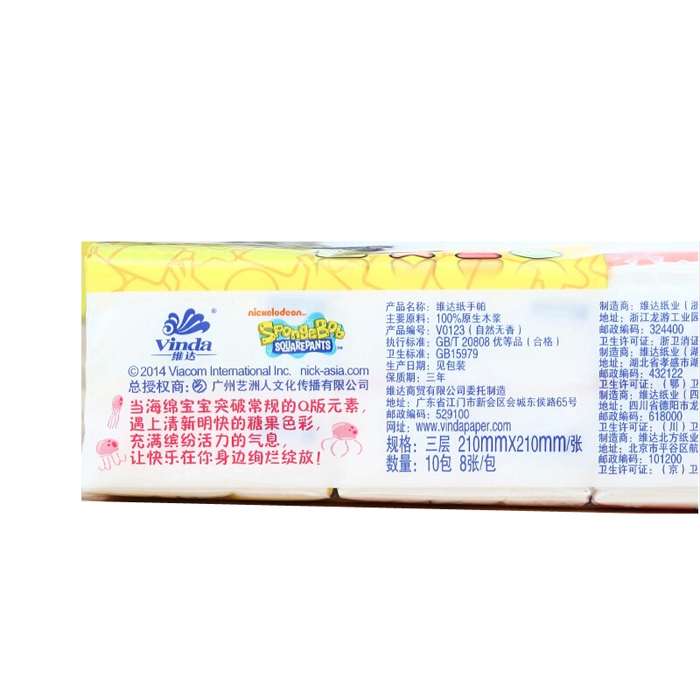 Vinda
维达
nickelodeon
SpongeBob
SQUAREPANTS
©2014 Viacom International Inc. nick-asia.com
总授权商: 广州艺洲人文化传播有限公司
当海绵宝宝突破常规的Q版元素,
遇上清新明快的糖果色彩,
充满缤纷活力的气息,
让快乐在你身边绚烂绽放!
产品名称: 维达纸手帕
主要原料: 100%原生木浆
产品编号: V0123 (自然无香)
执行标准: GB/T 20808 优等品 (合格)
卫生标准: GB15979
生产日期: 见包装
保质期: 三年
维达商贸有限公司委托制造
地址: 广东省江门市新会区会城东侯路65号
邮政编码: 529100
网址: www.vindapaper.com
规格: 三层 210mmX210mm/张
数量: 10包 8张/包
制造商: 维达纸业 (浙
地址: 浙江龙游工业园
邮政编码: 324400
卫生许可证: 浙卫消证
制造商: 维达纸业 (湖
地址: 湖北省孝感市
邮政编码: 432122
卫生许可证: (鄂) 卫
制造商: 维达纸业 (四
地址: 四川省德阳市龙
邮政编码: 618000
卫生许可证: (川) 卫
制造商: 维达北方纸业
地址: 北京市平谷区
邮政编码: 101200
卫生许可证: (京)